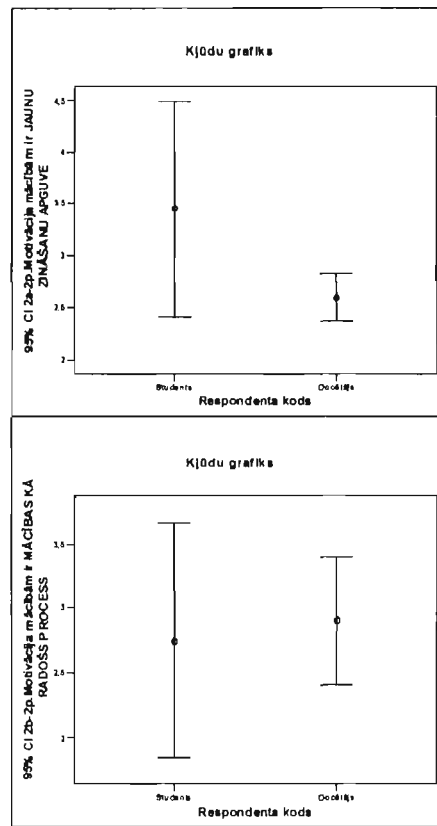 Kļūdu grafiks
95% CI 2a-2p.Motivācija mācībām ir JAUNU
ZINĀŠANU APGUVE
4,5
4
3,5
3
2,5
2
Students
Docētājs
Respondenta kods
Kļūdu grafiks
95% CI 2b-2p.Motivācija mācībām ir MĀCĪBAS KĀ
RADOŠS PROCESS
3,5
3
2,5
2
Students
Docētājs
Respondenta kods